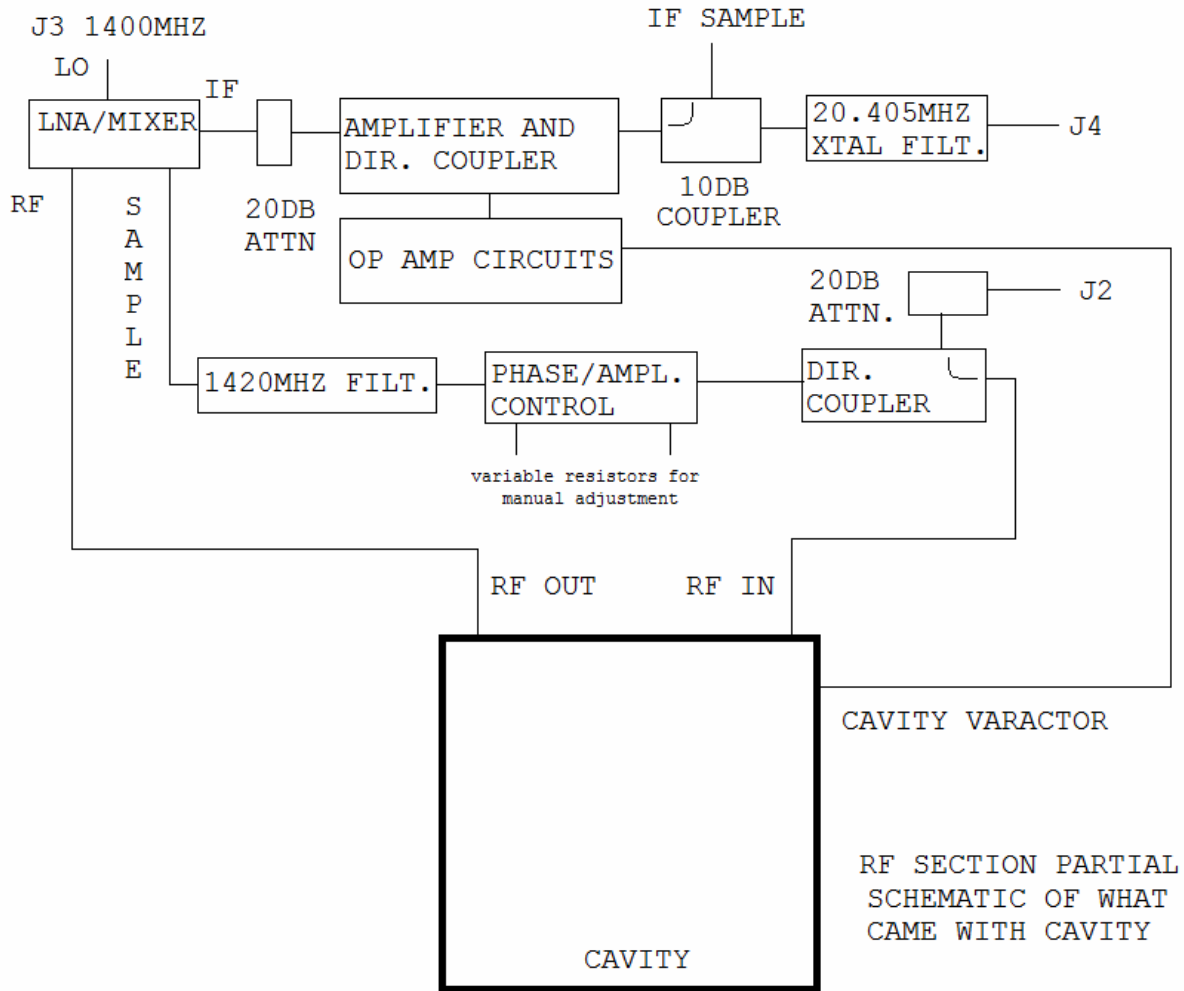 J3 1400MHZ
LO
IF
LNA/MIXER
RF
SAMPLE
20DB
ATTN
AMPLIFIER AND
DIR. COUPLER
OP AMP CIRCUITS
IF SAMPLE
10DB
COUPLER
20.405MHZ
XTAL FILT.
J4
20DB
ATTN.
J2
1420MHZ FILT.
PHASE/AMPL.
CONTROL
DIR.
COUPLER
variable resistors for
manual adjustment
RF OUT
RF IN
CAVITY VARACTOR
CAVITY
RF SECTION PARTIAL
SCHEMATIC OF WHAT
CAME WITH CAVITY